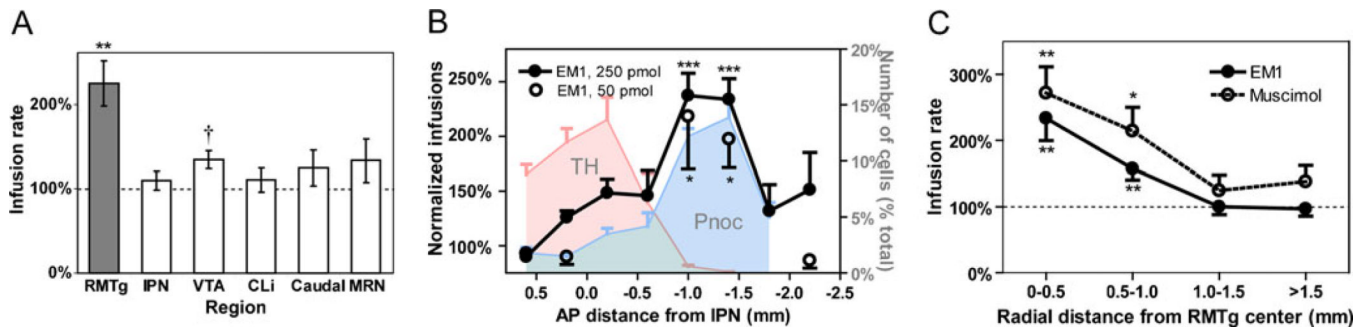 A
**
Infusion rate
200%
100%
0%
†
RMTg IPN VTA CLi Caudal MRN
Region
B
Normalized infusions
250%
200%
150%
100%
EM1, 250 pmol
EM1, 50 pmol
*** ***
* *
TH
Pnoc
20%
15%
10%
5%
0%
Number of cells (% total)
0.5 0.0 -0.5 -1.0 -1.5 -2.0 -2.5
AP distance from IPN (mm)
C
Infusion rate
300%
200%
100%
0%
**
*
**
**
EM1
Muscimol
0-0.5 0.5-1.0 1.0-1.5 >1.5
Radial distance from RMTg center (mm)